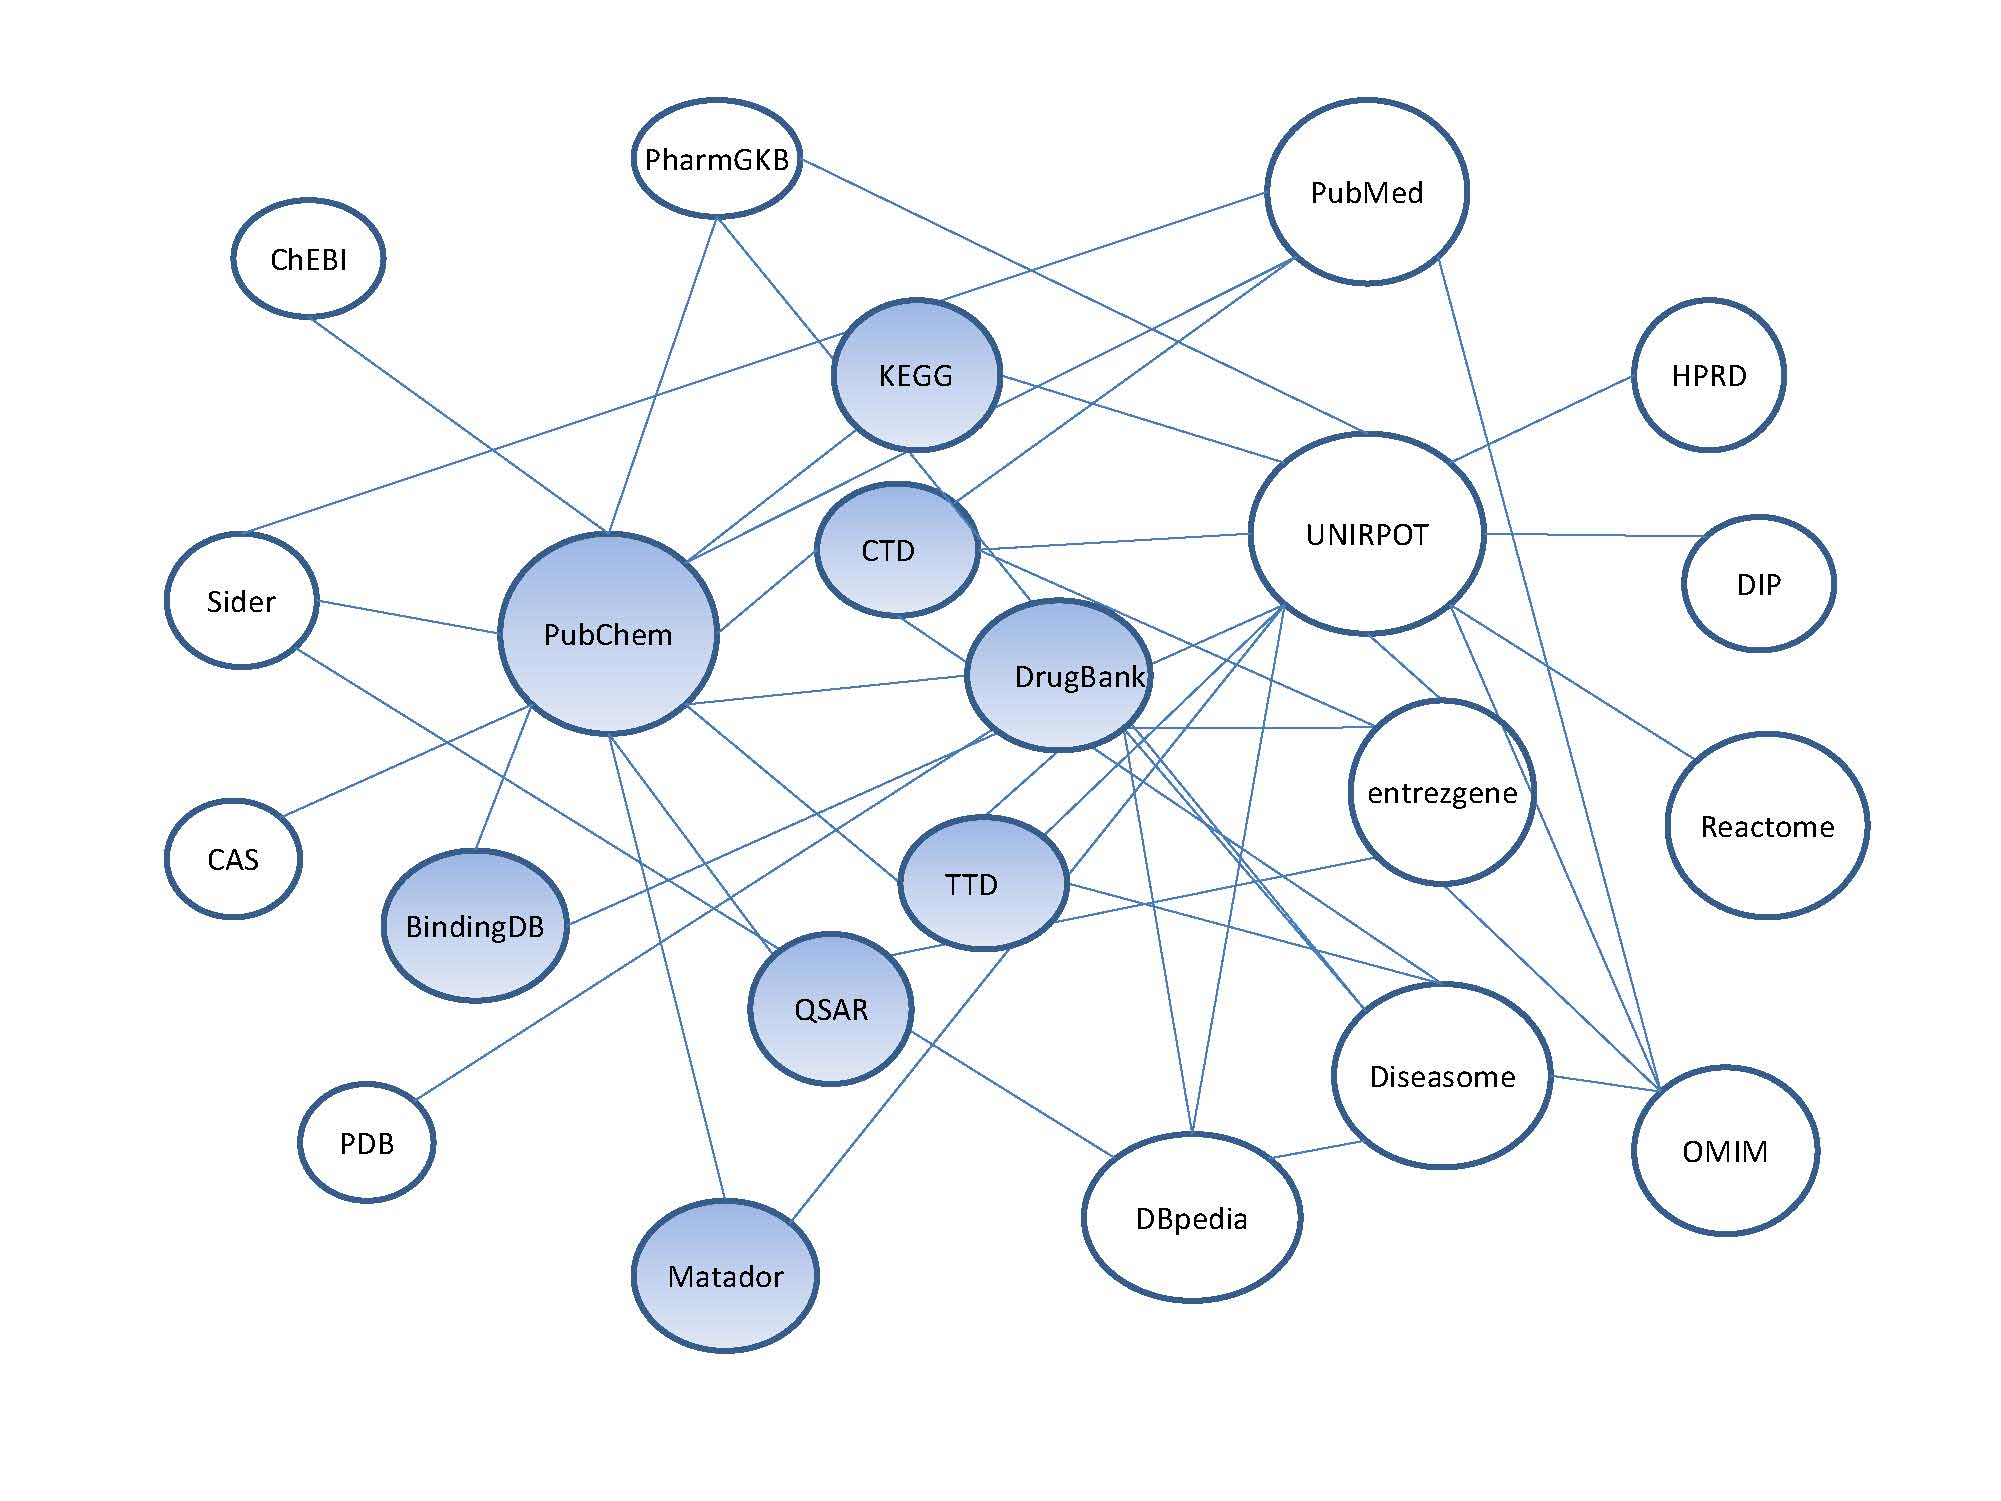 PharmGKB
PubMed
ChEBI
KEGG
HPRD
UNIRPOT
CTD
DIP
Sider
PubChem
DrugBank
entrezgene
Reactome
CAS
TTD
BindingDB
QSAR
Diseasome
PDB
OMIM
DBpedia
Matador